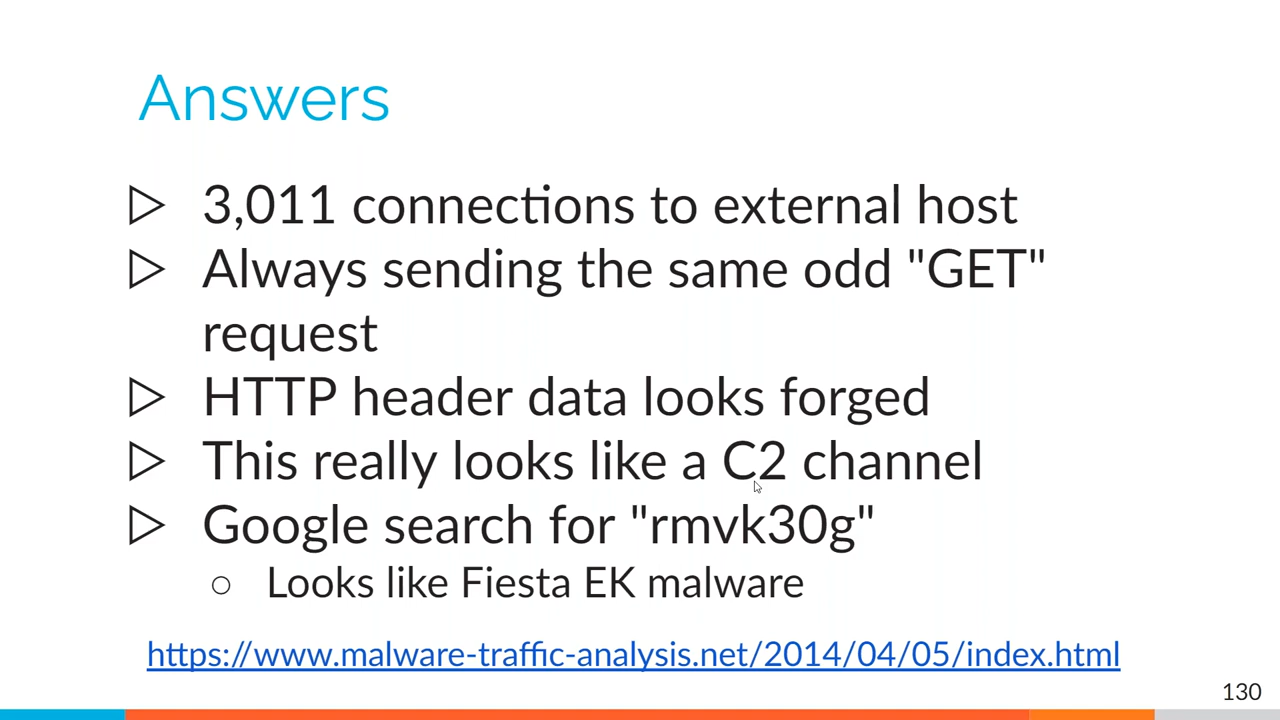 Answers
▷ 3,011 connections to external host
▷ Always sending the same odd "GET"
request
▷ HTTP header data looks forged
▷ This really looks like a C2 channel
▷ Google search for "rmvk30g"
○ Looks like Fiesta EK malware
https://www.malware-traffic-analysis.net/2014/04/05/index.html
130